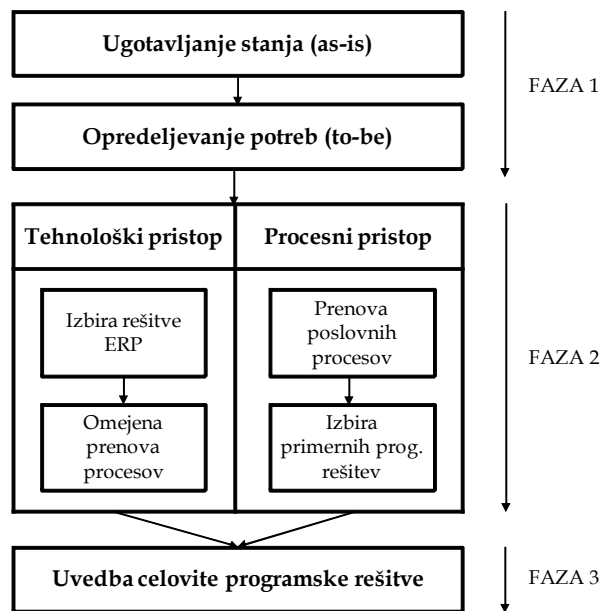 Ugotavljanje stanja (as-is)
FAZA 1
Opredeljevanje potreb (to-be)
Tehnološki pristop
Procesni pristop
Izbira rešitve
ERP
Prenova
poslovnih
procesov
FAZA 2
Omejena
prenova
procesov
Izbira
primernih prog.
rešitev
Uvedba celovite programske rešitve
FAZA 3